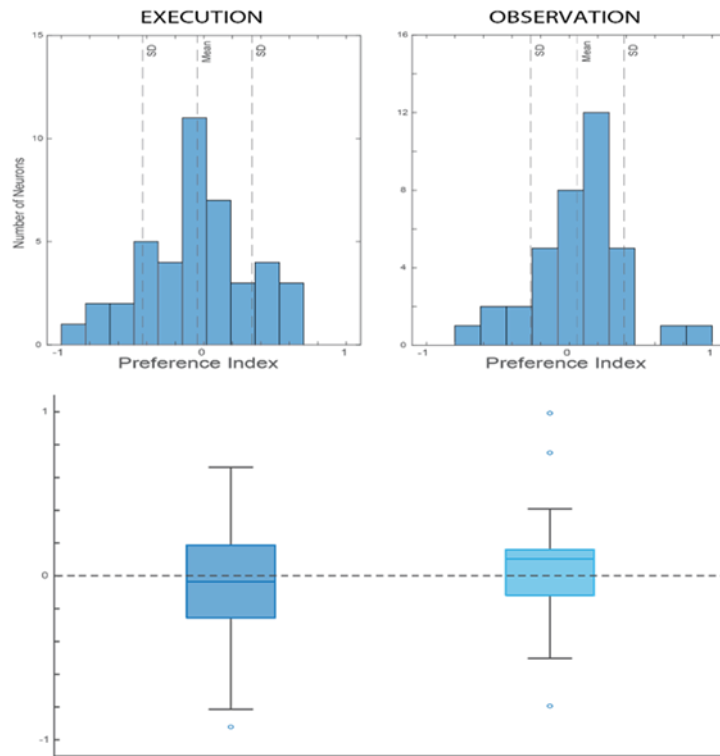 EXECUTION
OBSERVATION
15
10
5
0
Number of Neurons
SD
Mean
SD
-1
0
1
Preference Index
16
12
8
4
0
SD
Mean
SD
-1
0
1
Preference Index
1
0
-1